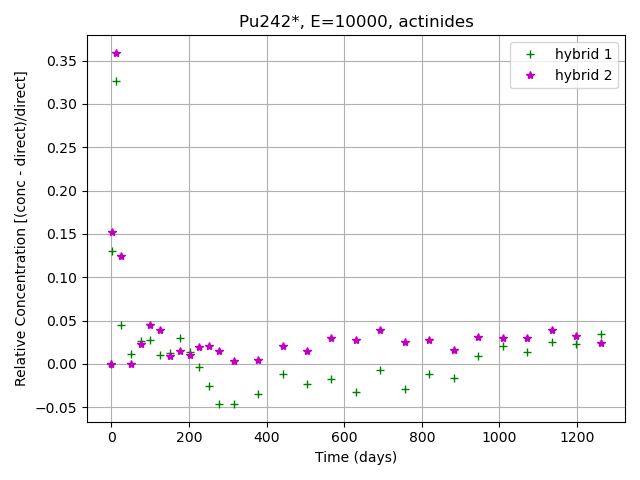 Pu242*, E=10000, actinides
hybrid 1
hybrid 2
Relative Concentration [(conc - direct)/direct]
0.35
0.30
0.25
0.20
0.15
0.10
0.05
0.00
−0.05
0 200 400 600 800 1000 1200
Time (days)